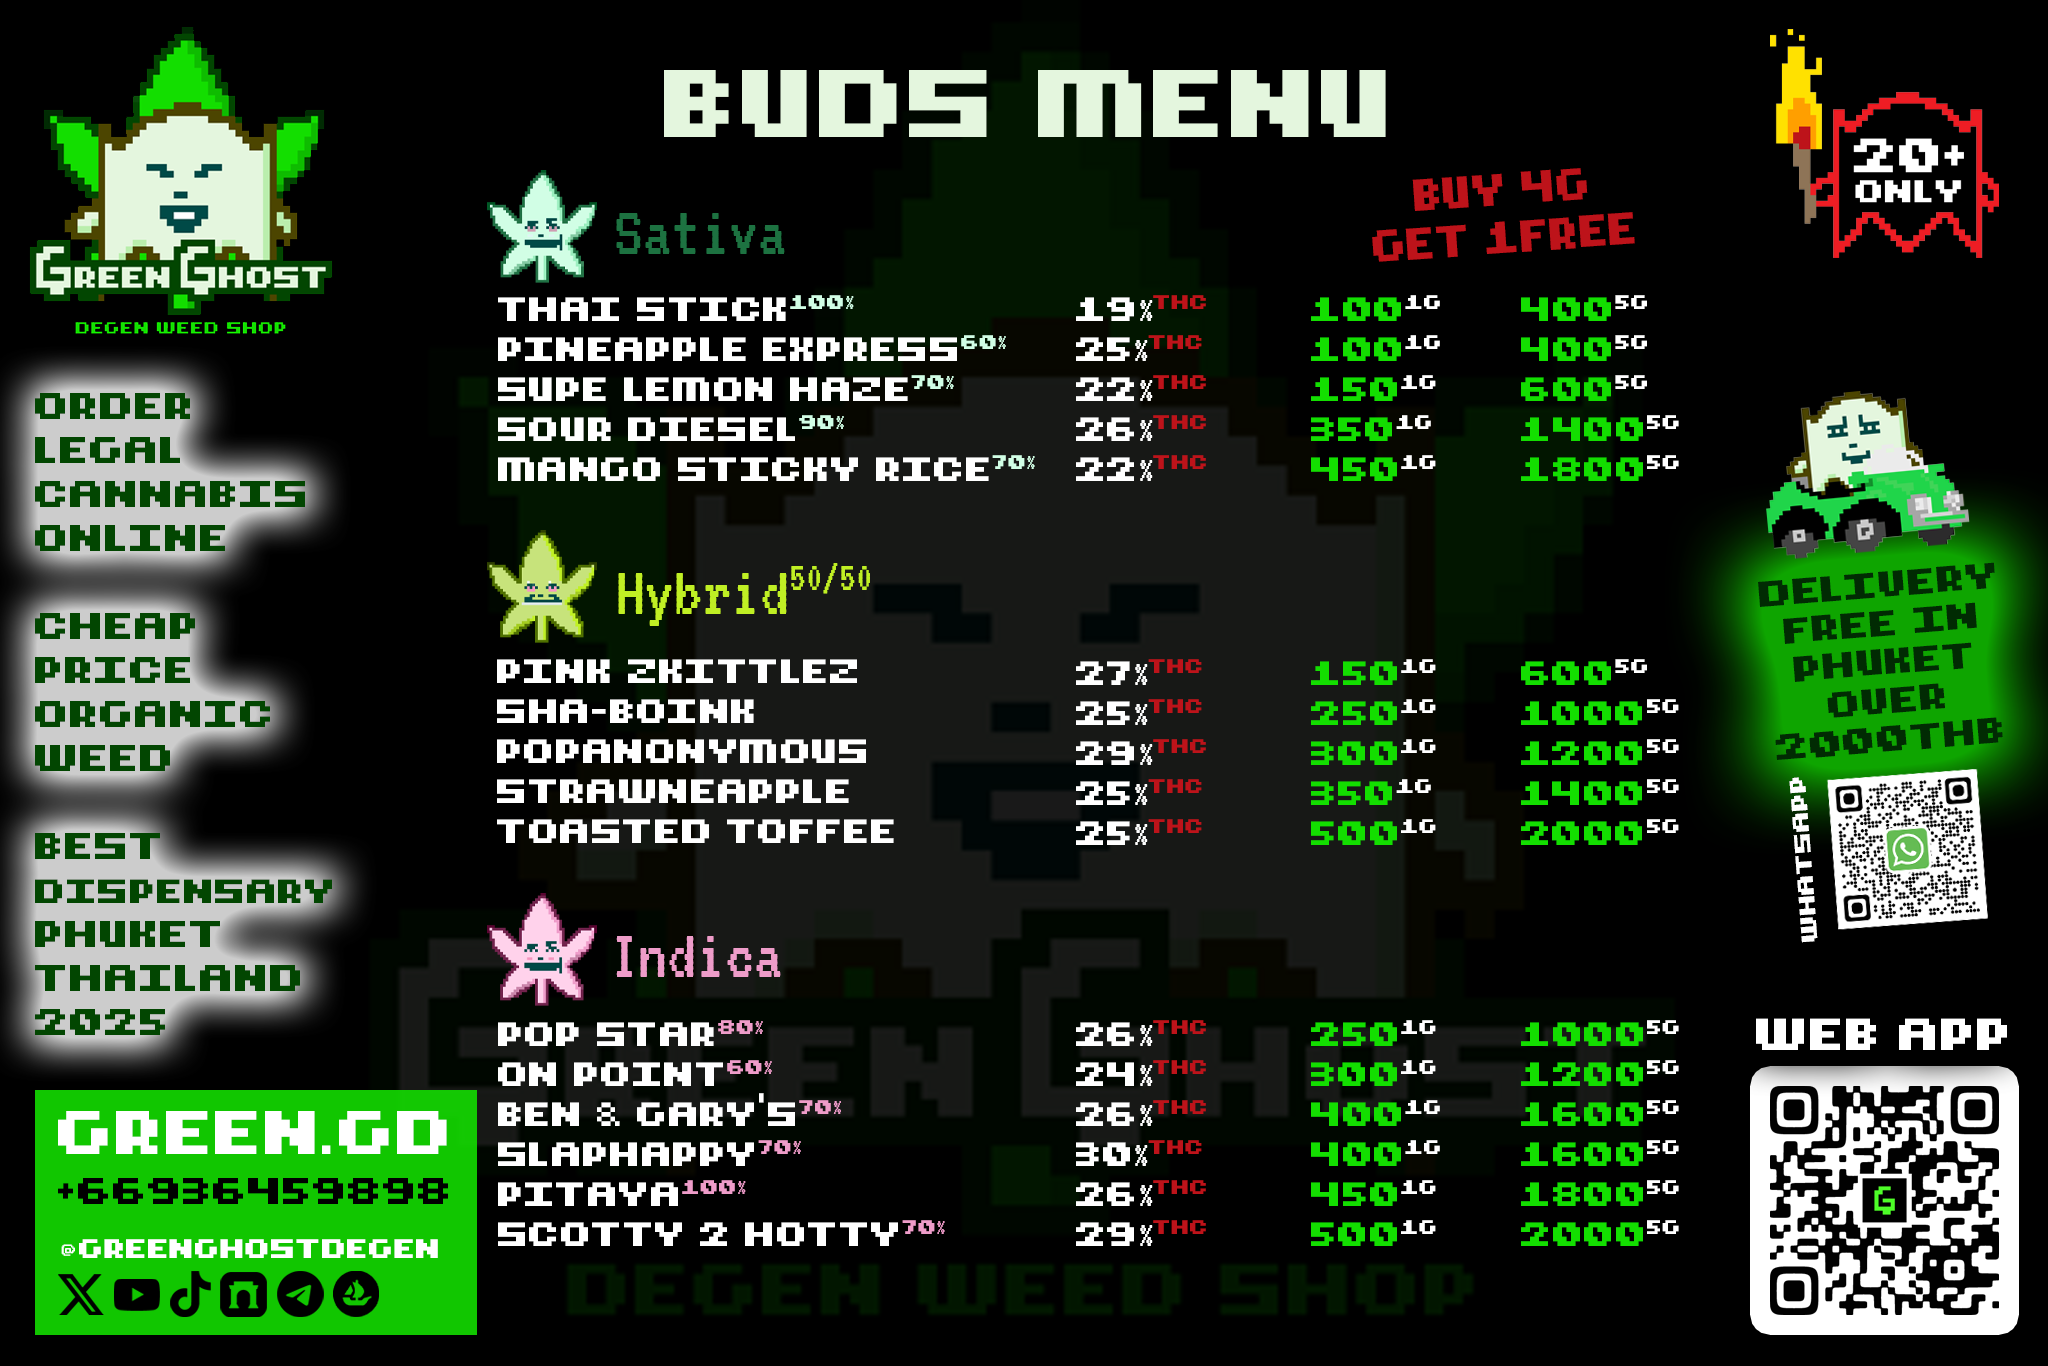 GREEN GHOST
DEGEN WEED SHOP
BUDS MENU
20+
ONLY
BUY 4G
GET 1FREE
Sativa
THAI STICK100% 19%THC 1001G 4005G
PINEAPPLE EXPRESS60% 25%THC 1001G 4005G
SUPE LEMON HAZE70% 22%THC 1501G 6005G
SOUR DIESEL90% 26%THC 3501G 14005G
MANGO STICKY RICE70% 22%THC 4501G 18005G
Hybrid50/50
PINK ZKITTLEZ 27%THC 1501G 6005G
SHA-BOINK 25%THC 2501G 10005G
POPANONYMOUS 29%THC 3001G 12005G
STRAWNEAPPLE 25%THC 3501G 14005G
TOASTED TOFFEE 25%THC 5001G 20005G
Indica
POP STAR80% 26%THC 2501G 10005G
ON POINT60% 24%THC 3001G 12005G
BEN & GARY'S70% 26%THC 4001G 16005G
SLAPHAPPY70% 30%THC 4001G 16005G
PITAYA100% 26%THC 4501G 18005G
SCOTTY 2 HOTTY70% 29%THC 5001G 20005G
ORDER
LEGAL
CANNABIS
ONLINE
CHEAP
PRICE
ORGANIC
WEED
BEST
DISPENSARY
PHUKET
THAILAND
2025
GREEN.GD
+66936459898
@GREENGHOSTDEGEN
DELIVERY
FREE IN
PHUKET
OVER
2000THB
WHATSAPP
WEB APP
G
GREEN GHOST
DEGEN WEED SHOP